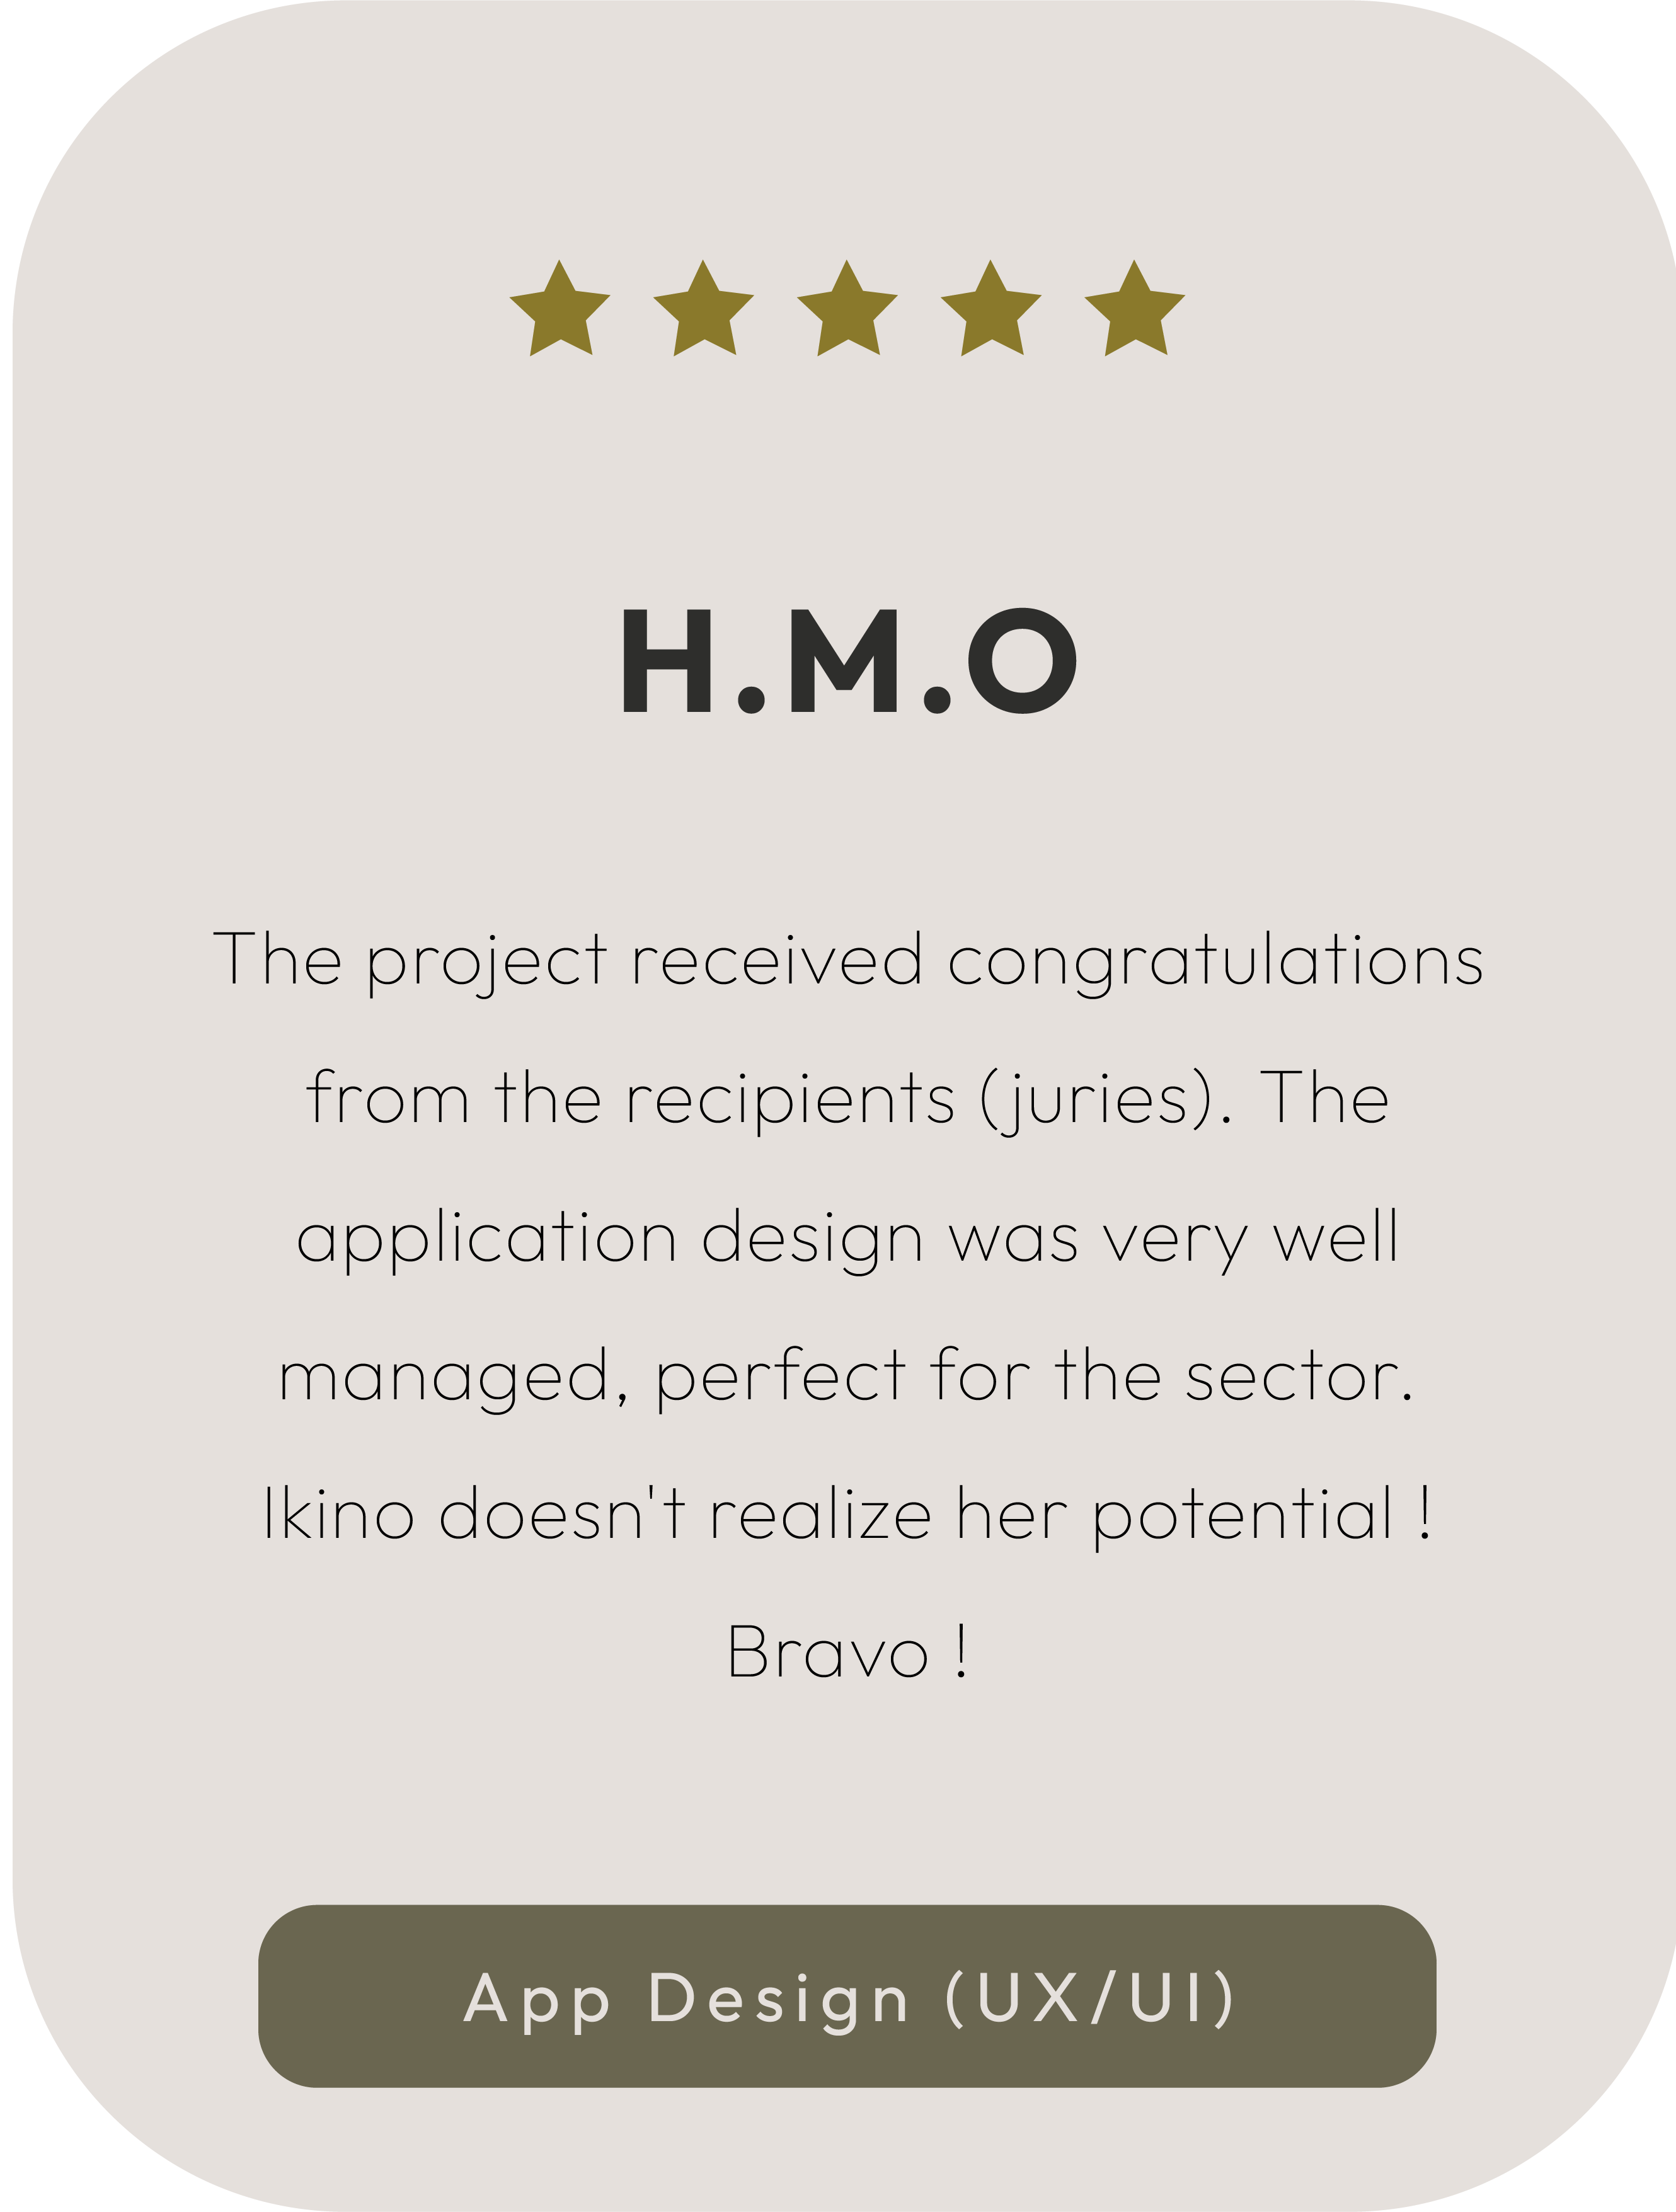 H.M.O
The project received congratulations
from the recipients (juries). The
application design was very well
managed, perfect for the sector.
Ikino doesn't realize her potential !
Bravo !
App Design (UX/UI)